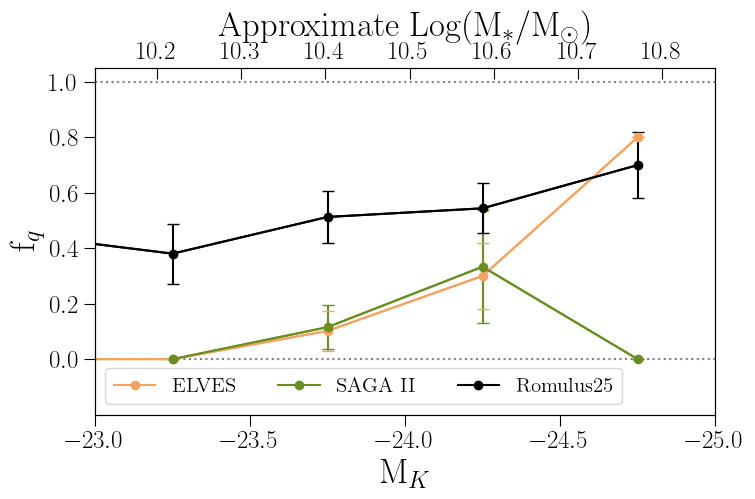 Approximate Log(M*/M☉)
10.2 10.3 10.4 10.5 10.6 10.7 10.8
1.0
0.8
0.6
f_q
0.4
0.2
0.0
ELVES SAGA II Romulus25
−23.0 −23.5 −24.0 −24.5 −25.0
M_K